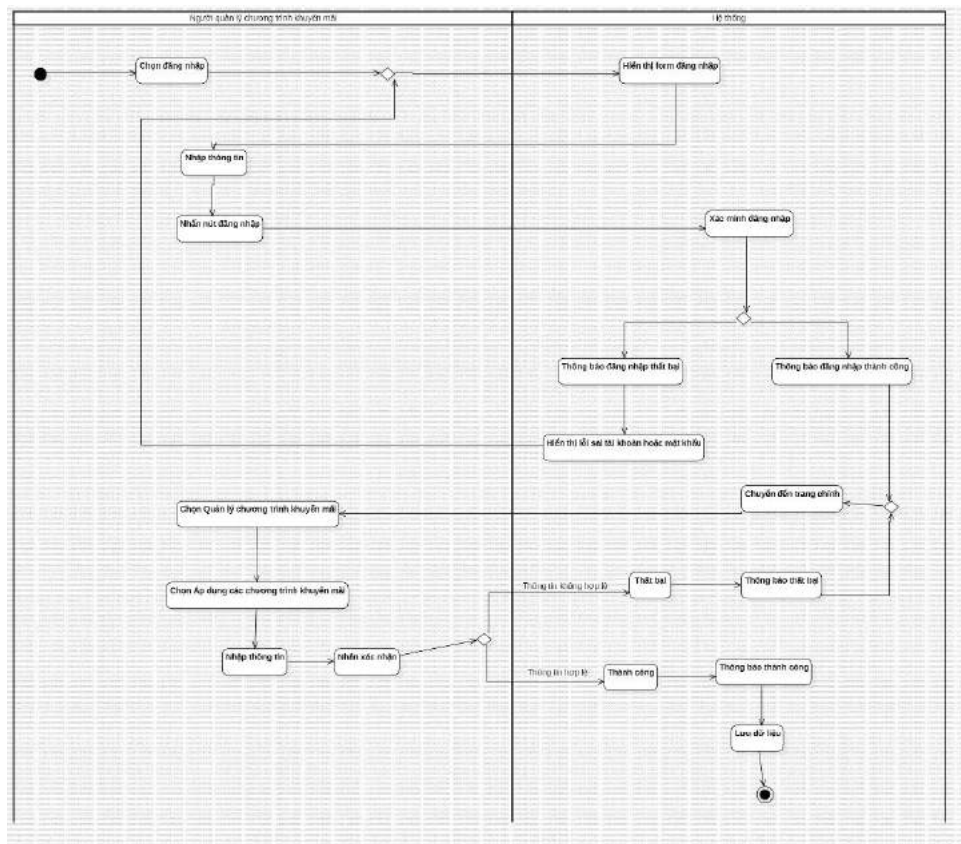 Người quản lý chương trình khuyến mãi
Hệ thống
Chọn đăng nhập
Hiển thị form đăng nhập
Nhập thông tin
Nhấn nút đăng nhập
Xác minh đăng nhập
Thông báo đăng nhập thất bại
Thông báo đăng nhập thành công
Hiển thị lỗi sai tài khoản hoặc mật khẩu
Chuyển đến trang chính
Chọn Quản lý chương trình khuyến mãi
Thông tin không hợp lệ
Thất bại
Thông báo thất bại
Chọn Áp dụng các chương trình khuyến mãi
Nhập thông tin
Nhấn xác nhận
Thông tin hợp lệ
Thành công
Thông báo thành công
Lưu dữ liệu